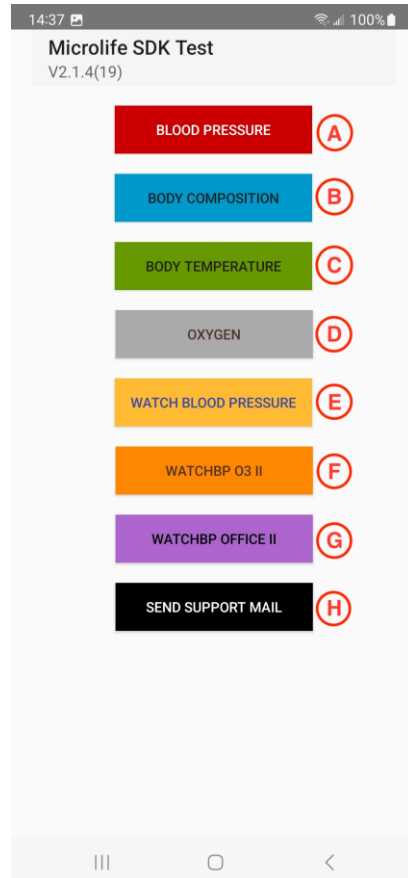 14:37 100%
Microlife SDK Test
V2.1.4(19)
BLOOD PRESSURE A
BODY COMPOSITION B
BODY TEMPERATURE C
OXYGEN D
WATCH BLOOD PRESSURE E
WATCHBP O3 II F
WATCHBP OFFICE II G
SEND SUPPORT MAIL H